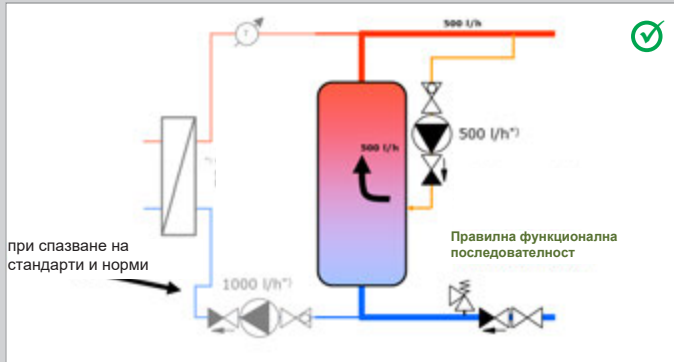 500 l/h
T
500 l/h*)
500 l/h
Правилна функционална
последователност
при спазване на
стандарти и норми
1000 l/h*)